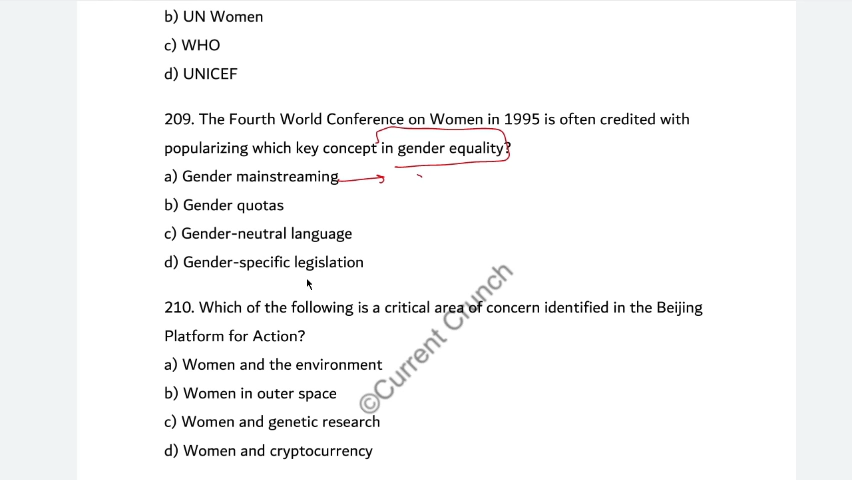 b) UN Women
c) WHO
d) UNICEF
209. The Fourth World Conference on Women in 1995 is often credited with
popularizing which key concept in gender equality?
a) Gender mainstreaming
b) Gender quotas
c) Gender-neutral language
d) Gender-specific legislation
210. Which of the following is a critical area of concern identified in the Beijing
Platform for Action?
a) Women and the environment
b) Women in outer space
c) Women and genetic research
d) Women and cryptocurrency
©Current Crunch